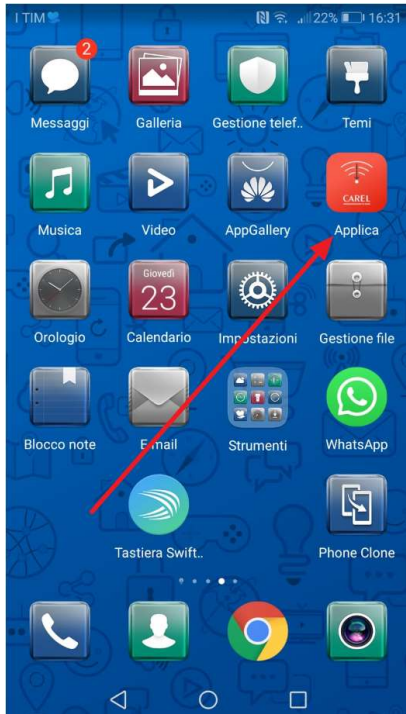 I TIM
22% 16:31
2
Messaggi Galleria Gestione telef.. Temi
CAREL
Musica Video AppGallery Applica
Giovedì
23
Orologio Calendario Impostazioni Gestione file
Blocco note E-mail Strumenti WhatsApp
Tastiera Swift.. Phone Clone